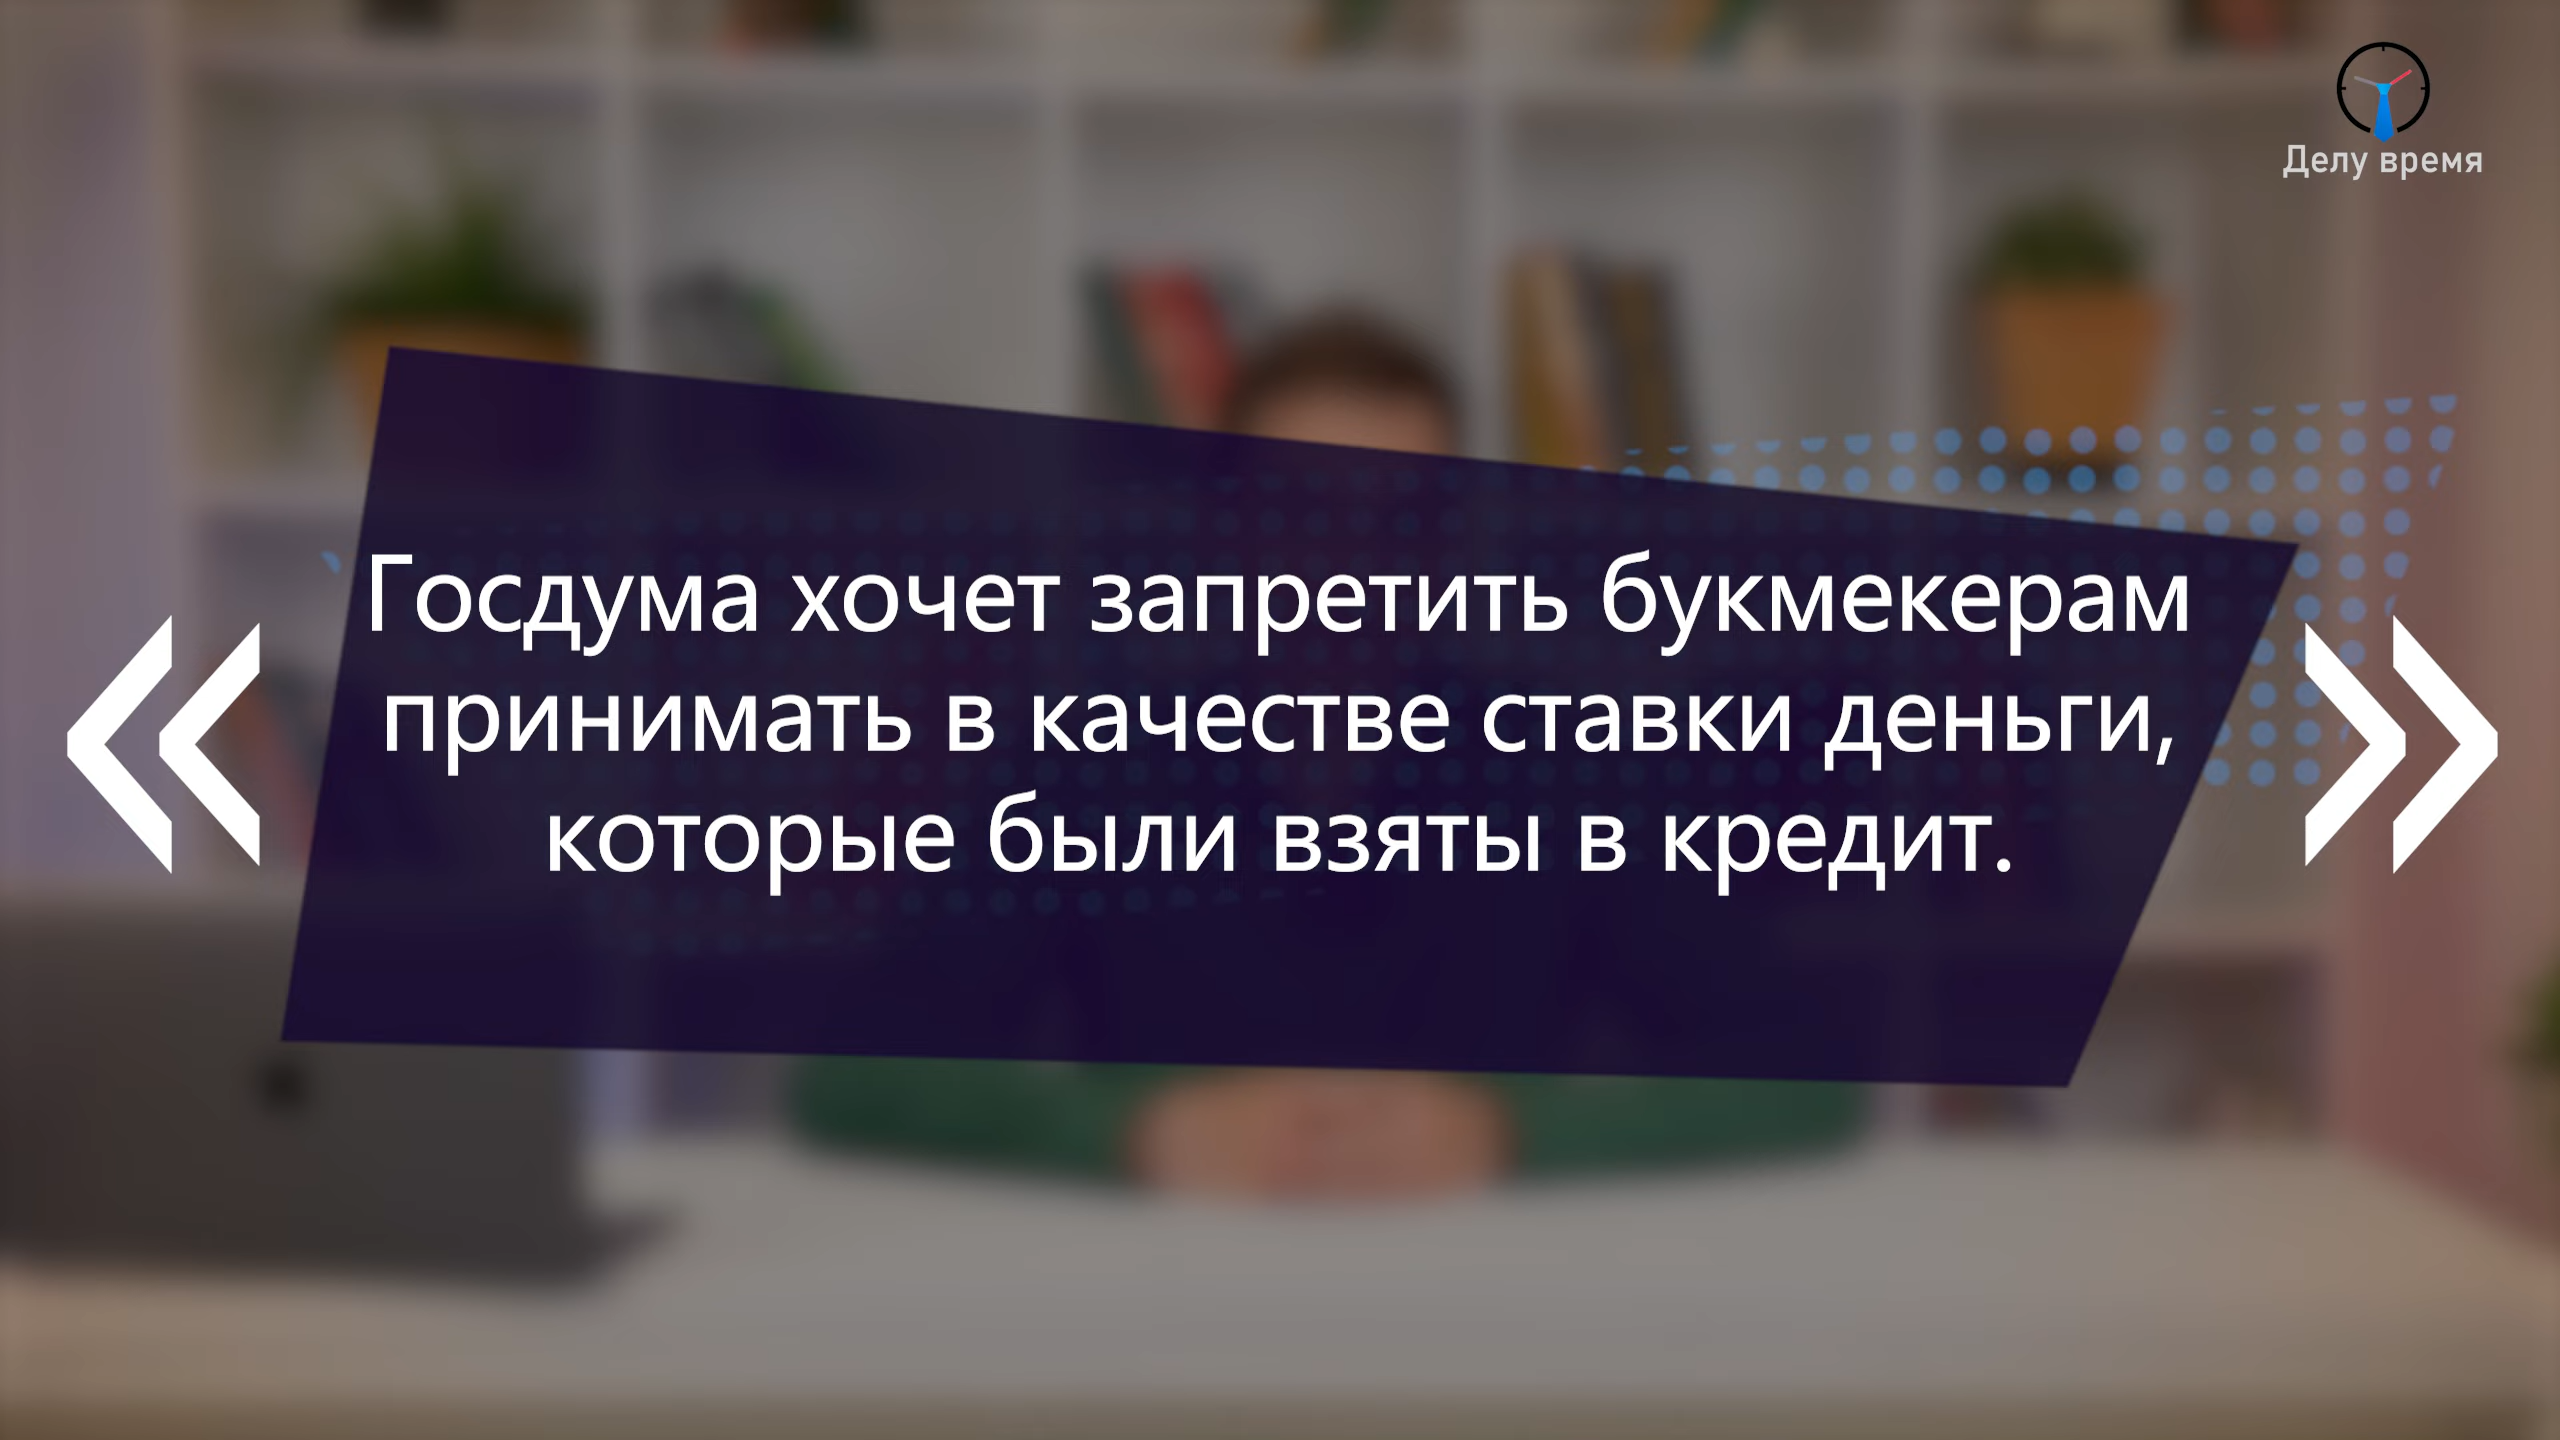 Делу время
« Госдума хочет запретить букмекерам
принимать в качестве ставки деньги,
которые были взяты в кредит. »